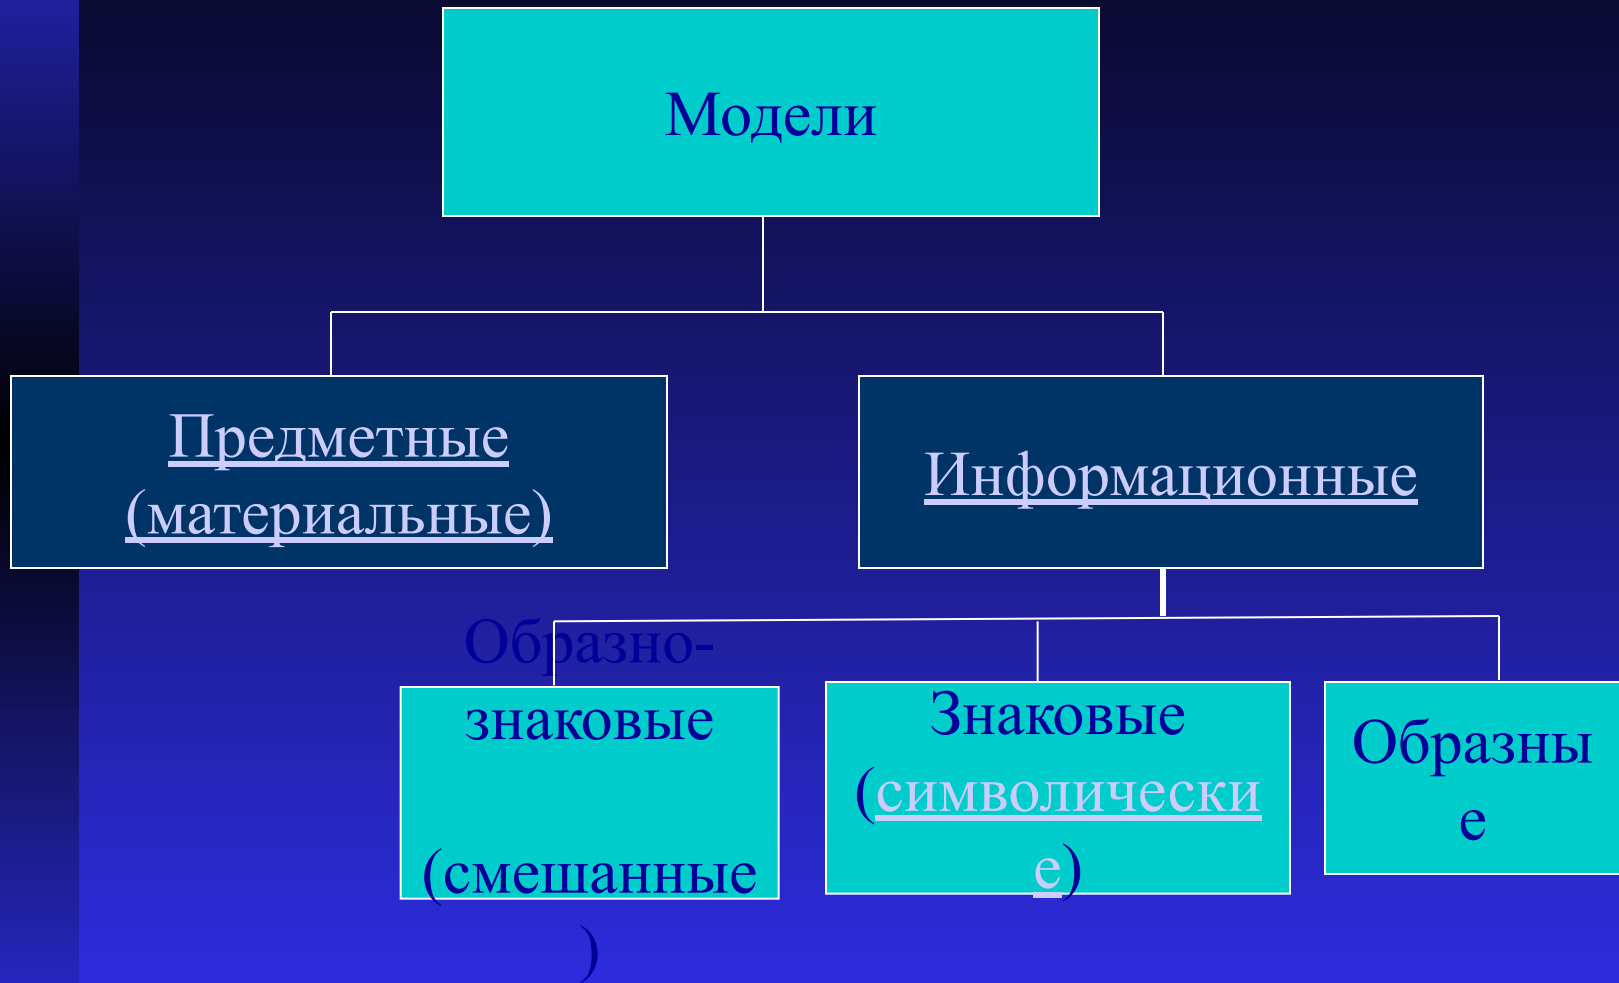 Модели
Предметные
(материальные)
Информационные
Образно-
знаковые
(смешанные
)
Знаковые
(символически
е)
Образны
е